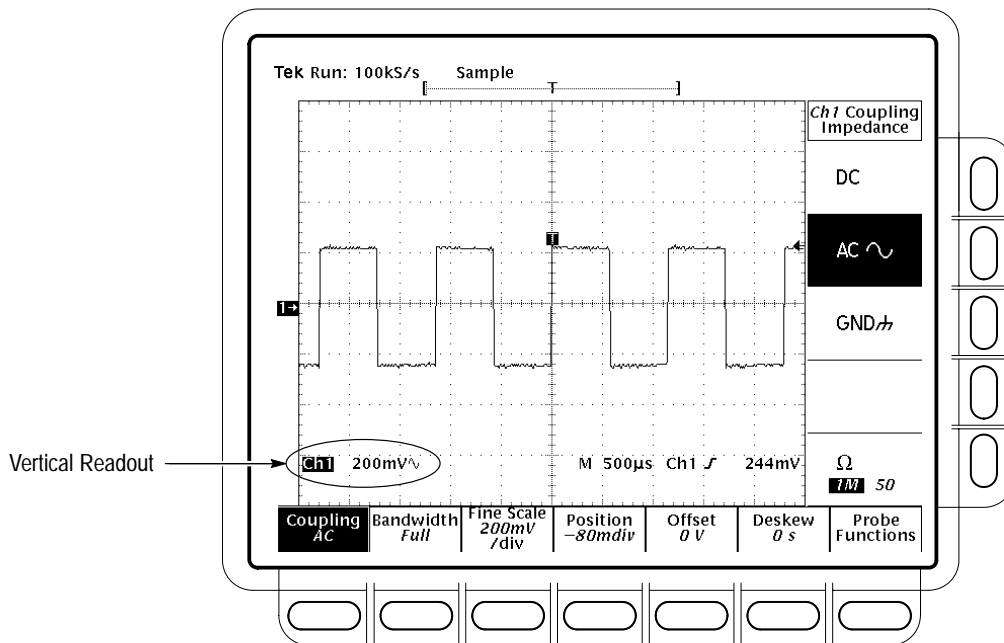 Tek Run: 100kS/s Sample
[ T ]
Ch1 Coupling
Impedance
DC
T
AC
1→
GND
Vertical Readout
Ch1 200mV∿ M 500µs Ch1 244mV
Ω
1M 50
Coupling
AC
Bandwidth
Full
Fine Scale
200mV
/div
Position
−80mdiv
Offset
0 V
Deskew
0 s
Probe
Functions